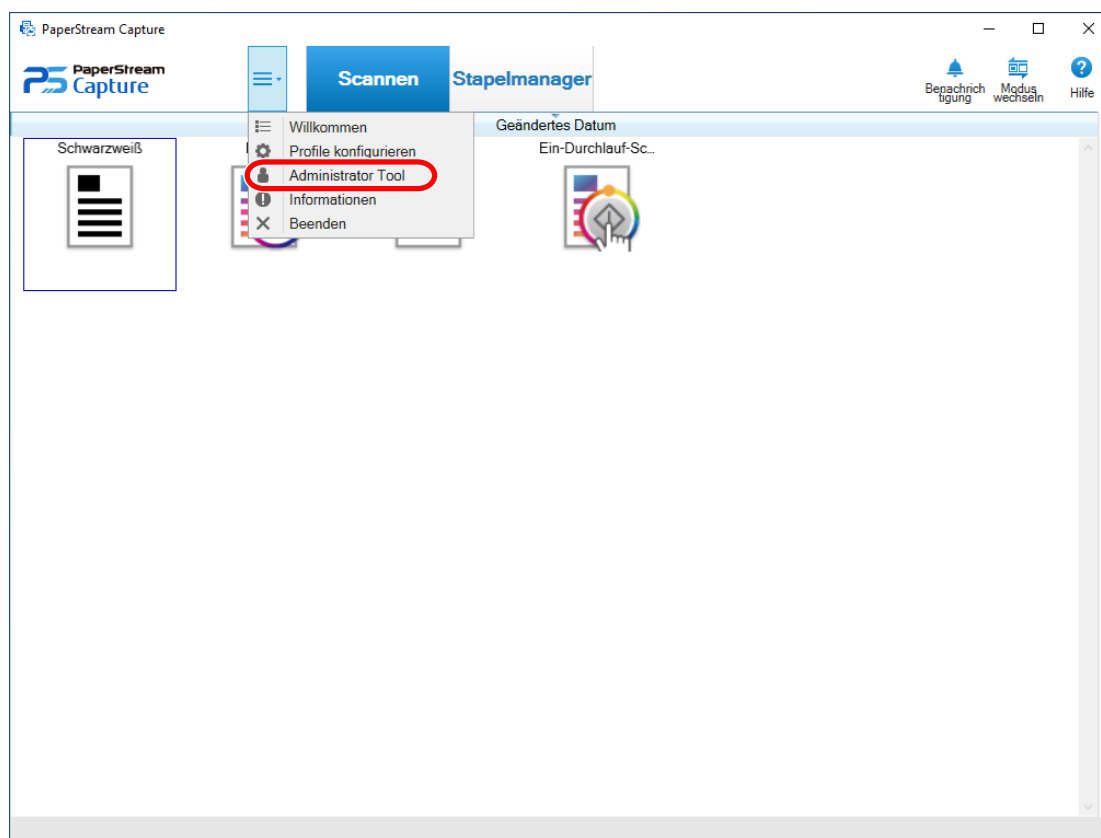 PaperStream Capture
PaperStream
Capture
Scannen
Stapelmanager
Benachrich
tigung
Modus
wechseln
Hilfe
Geändertes Datum
Willkommen
Profile konfigurieren
Administrator Tool
Informationen
Beenden
Schwarzweiß
Ein-Durchlauf-Sc...